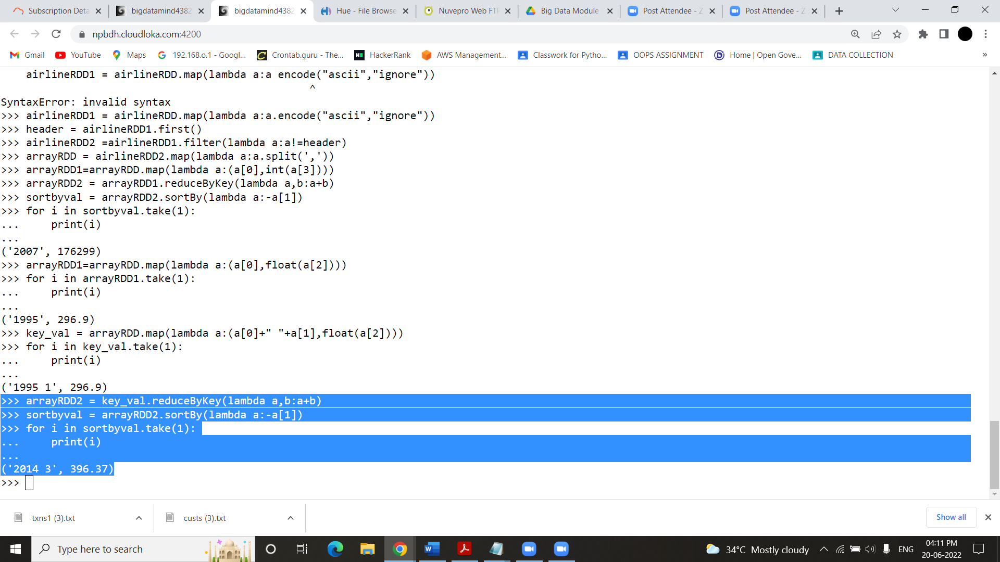 Subscription Deta
bigdatamind4382
bigdatamind4382
Hue - File Browse
Nuvepro Web FTP
Big Data Module
Post Attendee - Z
Post Attendee - Z
npbdh.cloudloka.com:4200
Gmail
YouTube
Maps
192.168.o.1 - Googl...
Crontab.guru - The...
HackerRank
AWS Management...
Classwork for Pytho...
OOPS ASSIGNMENT
Home | Open Gove...
DATA COLLECTION
»
    airlineRDD1 = airlineRDD.map(lambda a:a encode("ascii","ignore"))
                                                 ^
SyntaxError: invalid syntax
>>> airlineRDD1 = airlineRDD.map(lambda a:a.encode("ascii","ignore"))
>>> header = airlineRDD1.first()
>>> airlineRDD2 =airlineRDD1.filter(lambda a:a!=header)
>>> arrayRDD = airlineRDD2.map(lambda a:a.split(','))
>>> arrayRDD1=arrayRDD.map(lambda a:(a[0],int(a[3])))
>>> arrayRDD2 = arrayRDD1.reduceByKey(lambda a,b:a+b)
>>> sortbyval = arrayRDD2.sortBy(lambda a:-a[1])
>>> for i in sortbyval.take(1):
...     print(i)
...
('2007', 176299)
>>> arrayRDD1=arrayRDD.map(lambda a:(a[0],float(a[2])))
>>> for i in arrayRDD1.take(1):
...     print(i)
...
('1995', 296.9)
>>> key_val = arrayRDD.map(lambda a:(a[0]+" "+a[1],float(a[2])))
>>> for i in key_val.take(1):
...     print(i)
...
('1995 1', 296.9)
>>> arrayRDD2 = key_val.reduceByKey(lambda a,b:a+b)
>>> sortbyval = arrayRDD2.sortBy(lambda a:-a[1])
>>> for i in sortbyval.take(1):
...     print(i)
...
('2014 3', 396.37)
>>>
txns1 (3).txt
custs (3).txt
Show all
Type here to search
34°C Mostly cloudy
ENG
04:11 PM
20-06-2022